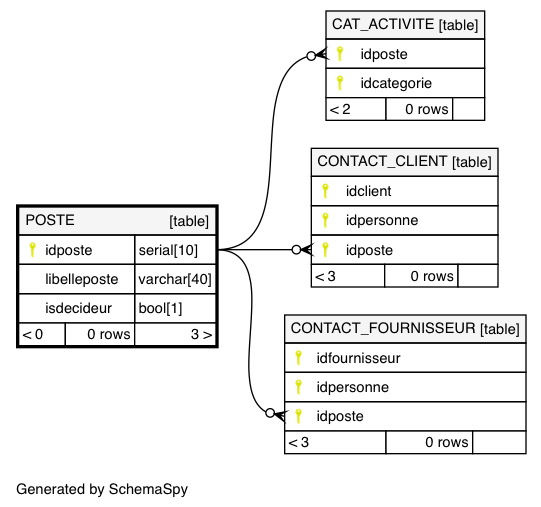 CAT_ACTIVITE [table]
idposte
idcategorie
< 2 0 rows
CONTACT_CLIENT [table]
idclient
idpersonne
idposte
< 3 0 rows
POSTE [table]
idposte serial[10]
libelleposte varchar[40]
isdecideur bool[1]
< 0 0 rows 3 >
CONTACT_FOURNISSEUR [table]
idfournisseur
idpersonne
idposte
< 3 0 rows
Generated by SchemaSpy